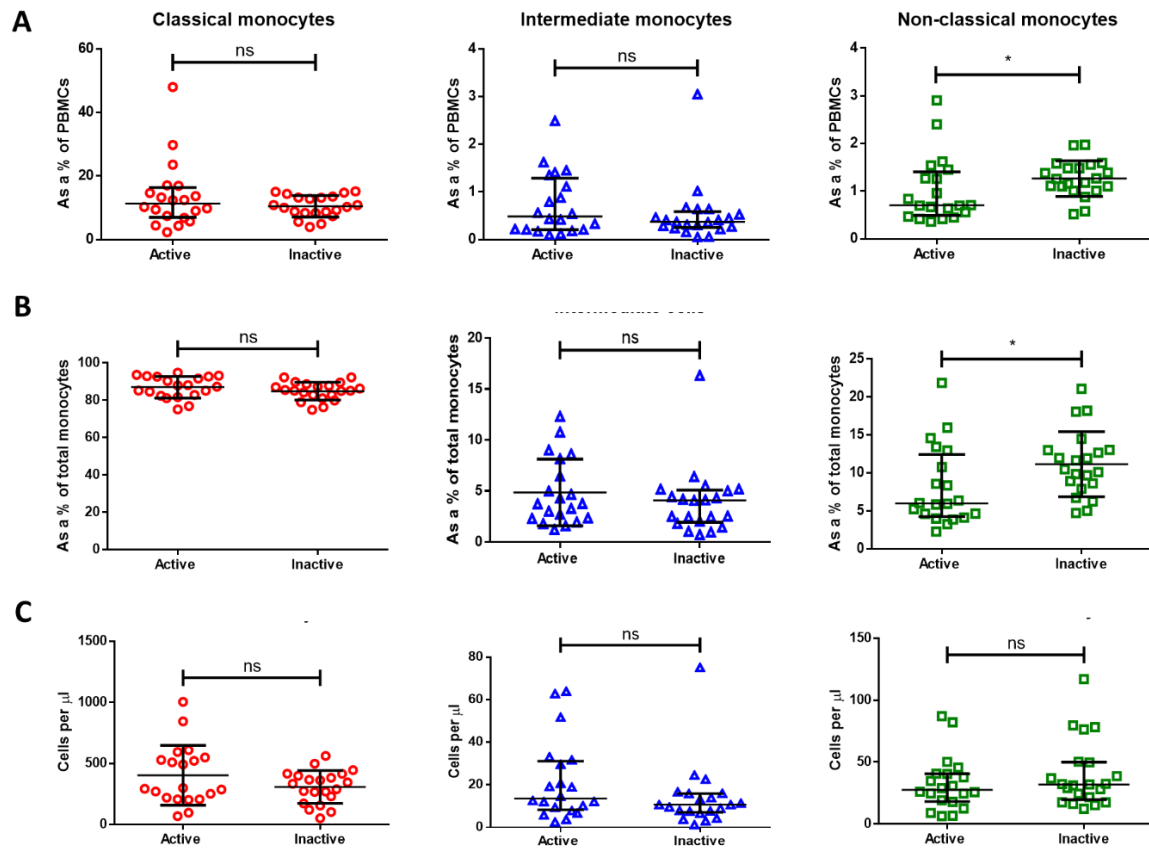 A
Classical monocytes
Intermediate monocytes
Non-classical monocytes
As a % of PBMCs
60
40
20
0
ns
Active
Inactive
As a % of PBMCs
4
3
2
1
0
ns
Active
Inactive
As a % of PBMCs
4
3
2
1
0
*
Active
Inactive
B
As a % of total monocytes
100
80
60
40
20
0
ns
Active
Inactive
As a % of total monocytes
20
15
10
5
0
ns
Active
Inactive
As a % of total monocytes
25
20
15
10
5
0
*
Active
Inactive
C
Cells per μl
1500
1000
500
0
ns
Active
Inactive
Cells per μl
80
60
40
20
0
ns
Active
Inactive
Cells per μl
150
100
50
0
ns
Active
Inactive